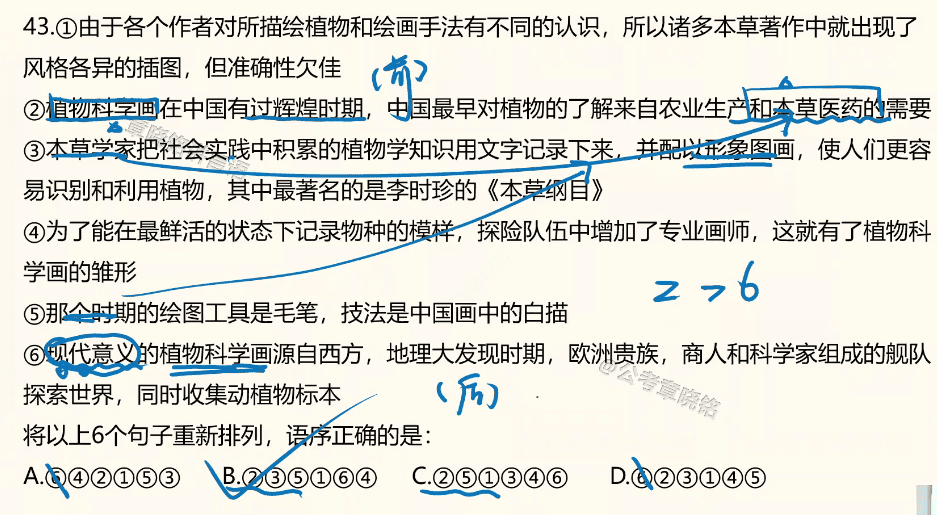 43.①由于各个作者对所描绘植物和绘画手法有不同的认识，所以诸多本草著作中就出现了
风格各异的插图，但准确性欠佳
（前）
②植物科学画在中国有过辉煌时期，中国最早对植物的了解来自农业生产和本草医药的需要
③本草学家把社会实践中积累的植物学知识用文字记录下来，并配以形象图画，使人们更容
易识别和利用植物，其中最著名的是李时珍的《本草纲目》
④为了能在最鲜活的状态下记录物种的模样，探险队伍中增加了专业画师，这就有了植物科
学画的雏形
2→6
⑤那个时期的绘图工具是毛笔，技法是中国画中的白描
⑥现代意义的植物科学画源自西方，地理大发现时期，欧洲贵族，商人和科学家组成的舰队
探索世界，同时收集动植物标本
（后）
@公考章晓铭
将以上6个句子重新排列，语序正确的是：
A.⑥④②①⑤③ B.②③⑤①⑥④ C.②⑤①③④⑥ D.⑥②③①④⑤